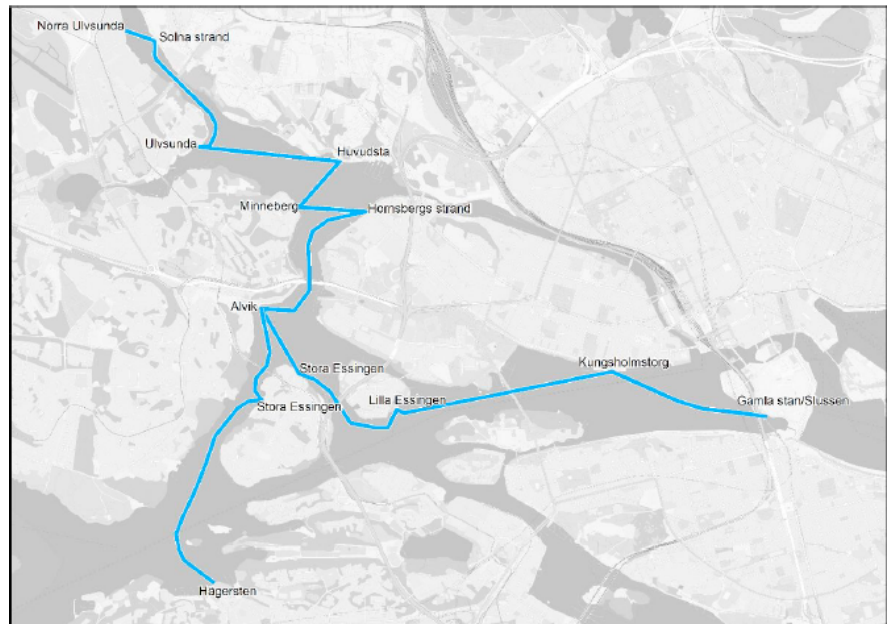 Norra Ulvsunda
Solna strand
Ulvsunda
Huvudsta
Minneberg
Hornsbergs strand
Alvik
Stora Essingen
Kungsholmstorg
Lilla Essingen
Stora Essingen
Gamla stan/Slussen
Hägersten